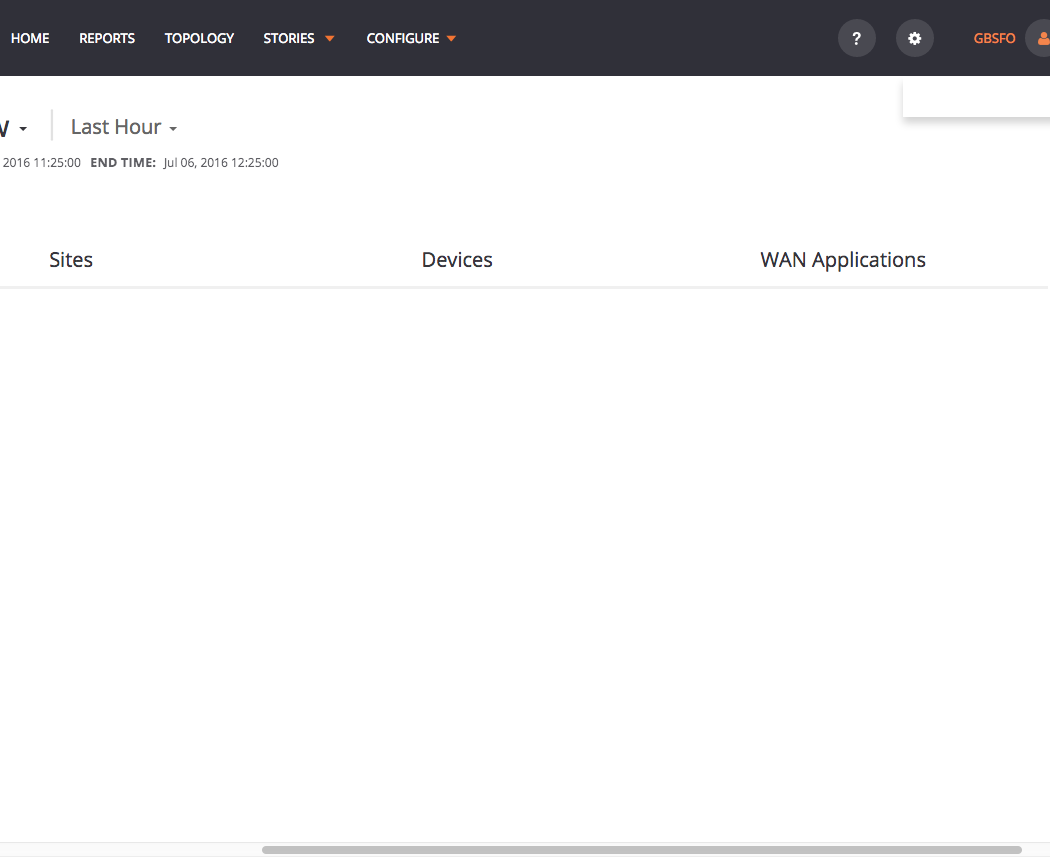 HOME REPORTS TOPOLOGY STORIES CONFIGURE ? GBSFO
Last Hour
2016 11:25:00 END TIME: Jul 06, 2016 12:25:00
Sites Devices WAN Applications